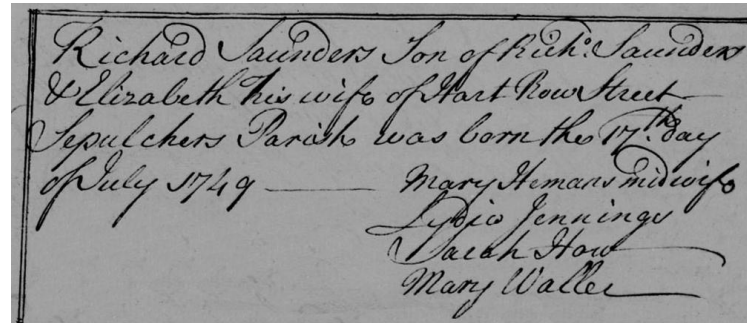 Richard Saunders Son of Rich:d Saunders
& Elizabeth his wife of Hart Row Street
Sepulchers Parish was born the 17th day
of July 1749 — Mary Hemans midwife
Lydia Jennings
Sarah How
Mary Waller